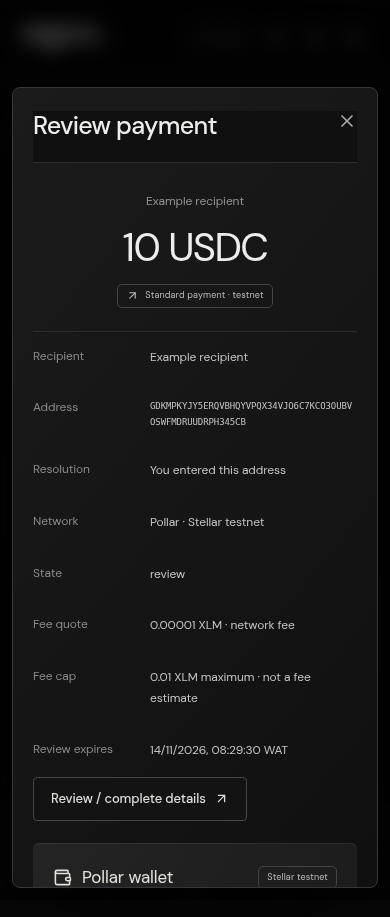 Review payment
Example recipient
10 USDC
Standard payment · testnet
Recipient Example recipient
Address GDKMPKYJY5ERQVBHQYVPQX34VJO6C7KCO3OUBV
OSWFMDRUUDRPH345CB
Resolution You entered this address
Network Pollar · Stellar testnet
State review
Fee quote 0.00001 XLM · network fee
Fee cap 0.01 XLM maximum · not a fee
estimate
Review expires 14/11/2026, 08:29:30 WAT
Review / complete details
Pollar wallet Stellar testnet